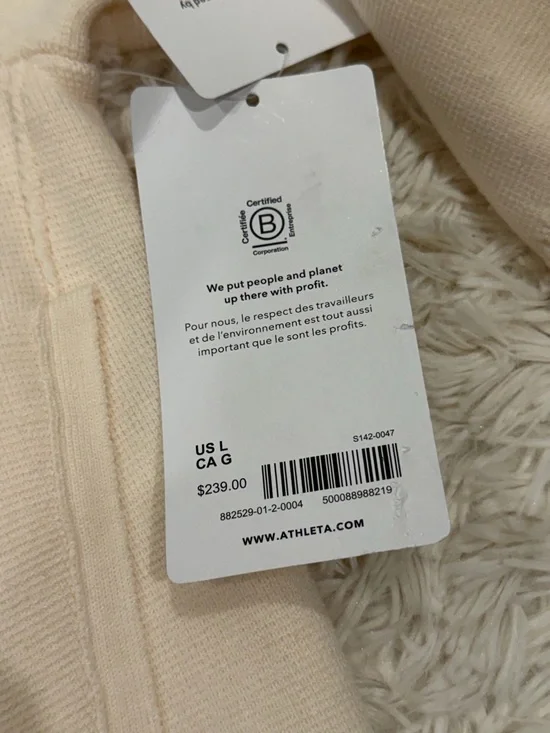 ed by
Certified
Certifiée
B
Entreprise
Corporation
We put people and planet
up there with profit.
Pour nous, le respect des travailleurs
et de l'environnement est tout aussi
important que le sont les profits.
US L
CA G
S142-0047
$239.00
882529-01-2-0004 500088988219
WWW.ATHLETA.COM